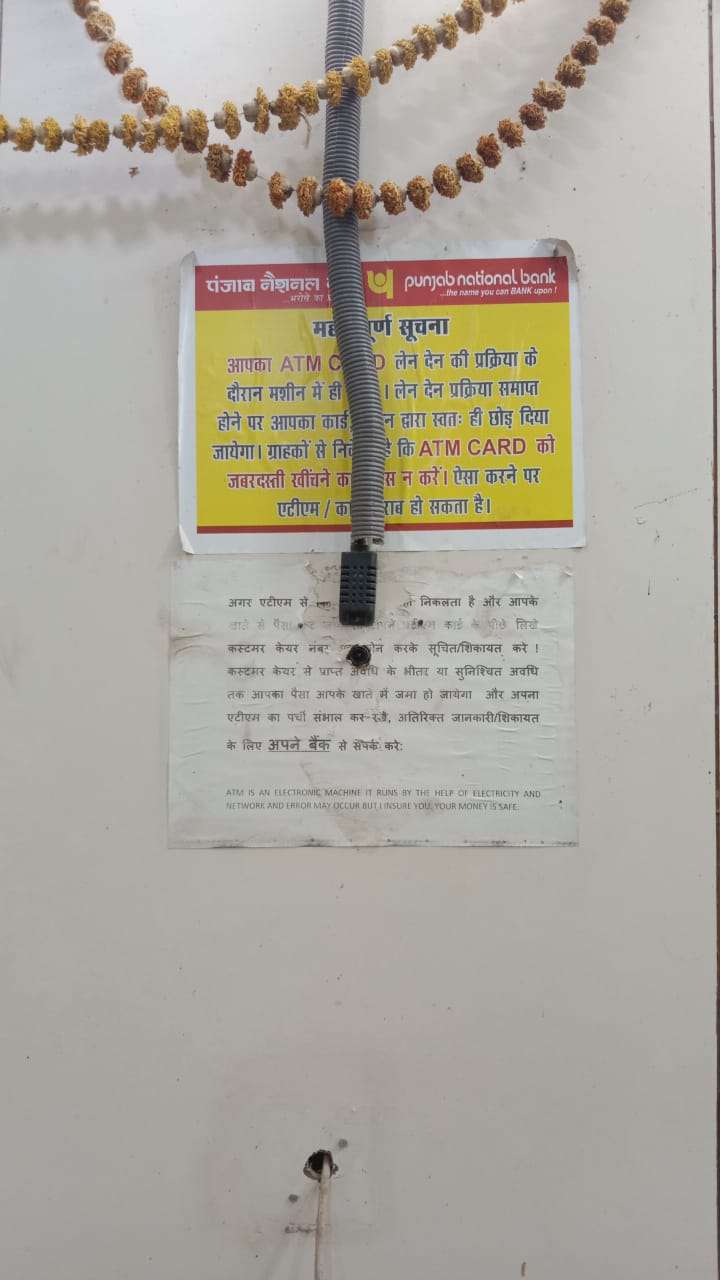 पंजाब नैशनल
punjab national bank
...भरोसे का
...the name you can BANK upon !
सूचना
आपका ATM लेन देन की प्रक्रिया के
दौरान मशीन में ही । लेन देन प्रक्रिया समाप्त
होने पर आपका कार्ड द्वारा स्वतः ही छोड़ दिया
जायेगा। ग्राहकों से है कि ATM CARD को
जबरदस्ती खींचने न करें। ऐसा करने पर
एटीएम / हो सकता है।
अगर एटीएम से निकलता है और आपके
खाते से पैसा कार्ड के पीछे लिखे
कस्टमर केयर नंबर फोन करके सूचित/शिकायत करे !
कस्टमर केयर से प्राप्त अवधि के भीतर या सुनिश्चित अवधि
तक आपका पैसा आपके खाते में जमा हो जायेगा और अपना
एटीएम का पर्ची संभाल कर रखे, अतिरिक्त जानकारी/शिकायत
के लिए अपने बैंक से संपर्क करे:
ATM IS AN ELECTRONIC MACHINE IT RUNS BY THE HELP OF ELECTRICITY AND
NETWORK AND ERROR MAY OCCUR BUT I INSURE YOU, YOUR MONEY IS SAFE.